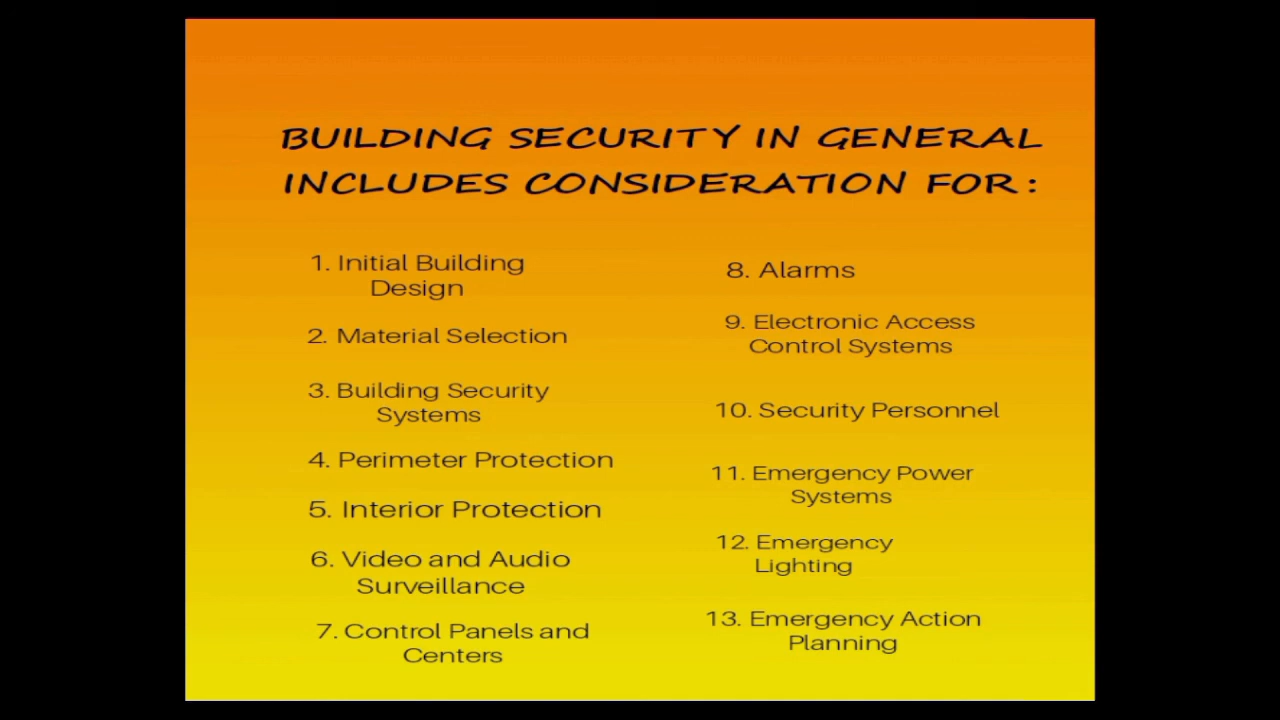 BUILDING SECURITY IN GENERAL
INCLUDES CONSIDERATION FOR:
1. Initial Building
Design
2. Material Selection
3. Building Security
Systems
4. Perimeter Protection
5. Interior Protection
6. Video and Audio
Surveillance
7. Control Panels and
Centers
8. Alarms
9. Electronic Access
Control Systems
10. Security Personnel
11. Emergency Power
Systems
12. Emergency
Lighting
13. Emergency Action
Planning